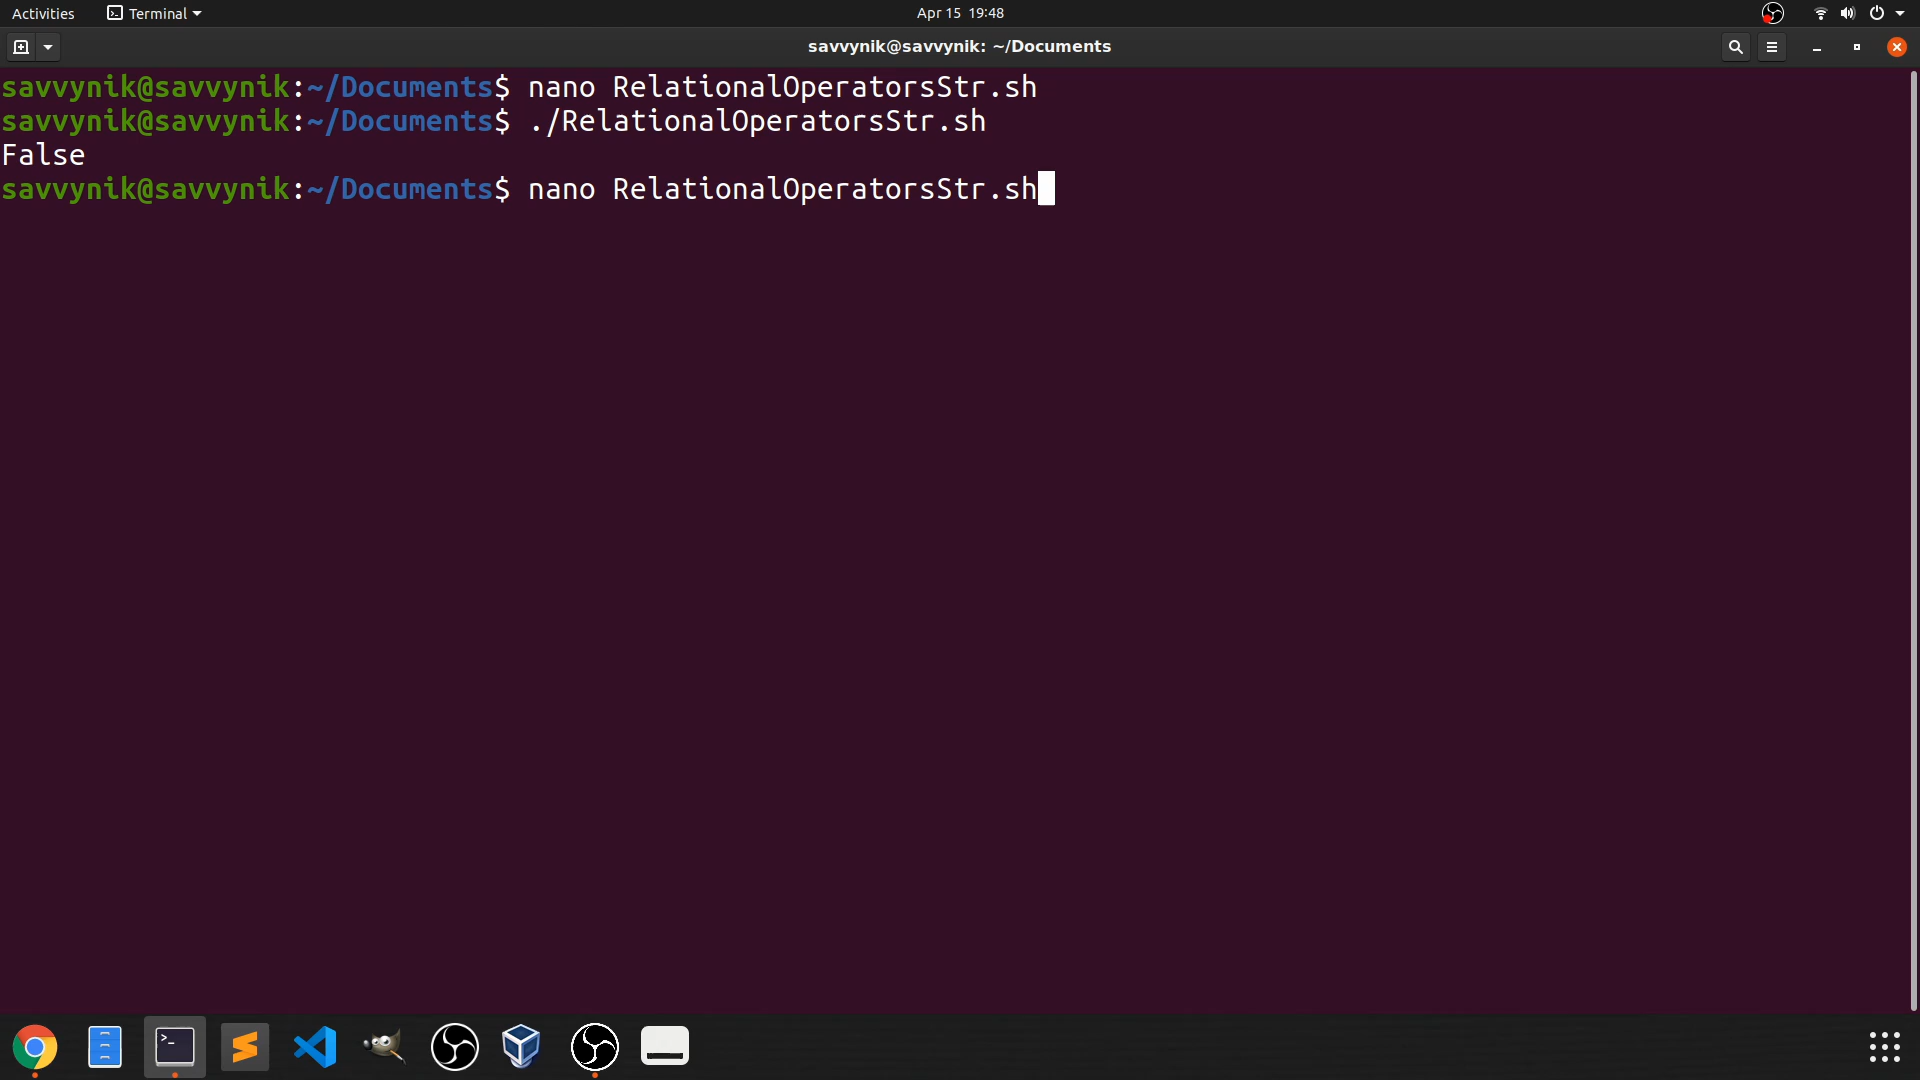 Activities
Terminal
Apr 15 19:48
savvynik@savvynik: ~/Documents
savvynik@savvynik:~/Documents$ nano RelationalOperatorsStr.sh
savvynik@savvynik:~/Documents$ ./RelationalOperatorsStr.sh
False
savvynik@savvynik:~/Documents$ nano RelationalOperatorsStr.sh